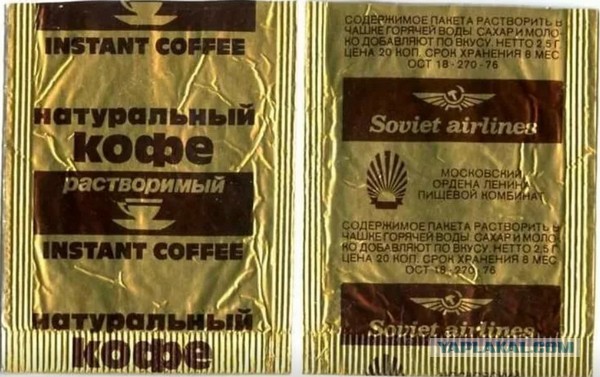 INSTANT COFFEE
натуральный
кофе
растворимый
INSTANT COFFEE
натуральный
кофе
СОДЕРЖИМОЕ ПАКЕТА РАСТВОРИТЬ В
ЧАШКЕ ГОРЯЧЕЙ ВОДЫ. САХАР И МОЛО-
КО ДОБАВЛЯЮТ ПО ВКУСУ. НЕТТО 2,5 Г
ЦЕНА 20 КОП. СРОК ХРАНЕНИЯ 8 МЕС
ОСТ 18-270-76
Soviet airlines
МОСКОВСКИЙ
ОРДЕНА ЛЕНИНА
ПИЩЕВОЙ КОМБИНАТ
СОДЕРЖИМОЕ ПАКЕТА РАСТВОРИТЬ В
ЧАШКЕ ГОРЯЧЕЙ ВОДЫ. САХАР И МОЛО-
КО ДОБАВЛЯЮТ ПО ВКУСУ. НЕТТО 2,5 Г
ЦЕНА 20 КОП. СРОК ХРАНЕНИЯ 8 МЕС
ОСТ 18-270-76
Soviet airlines
МОСКОВСКИЙ
YAPLAKAL.COM